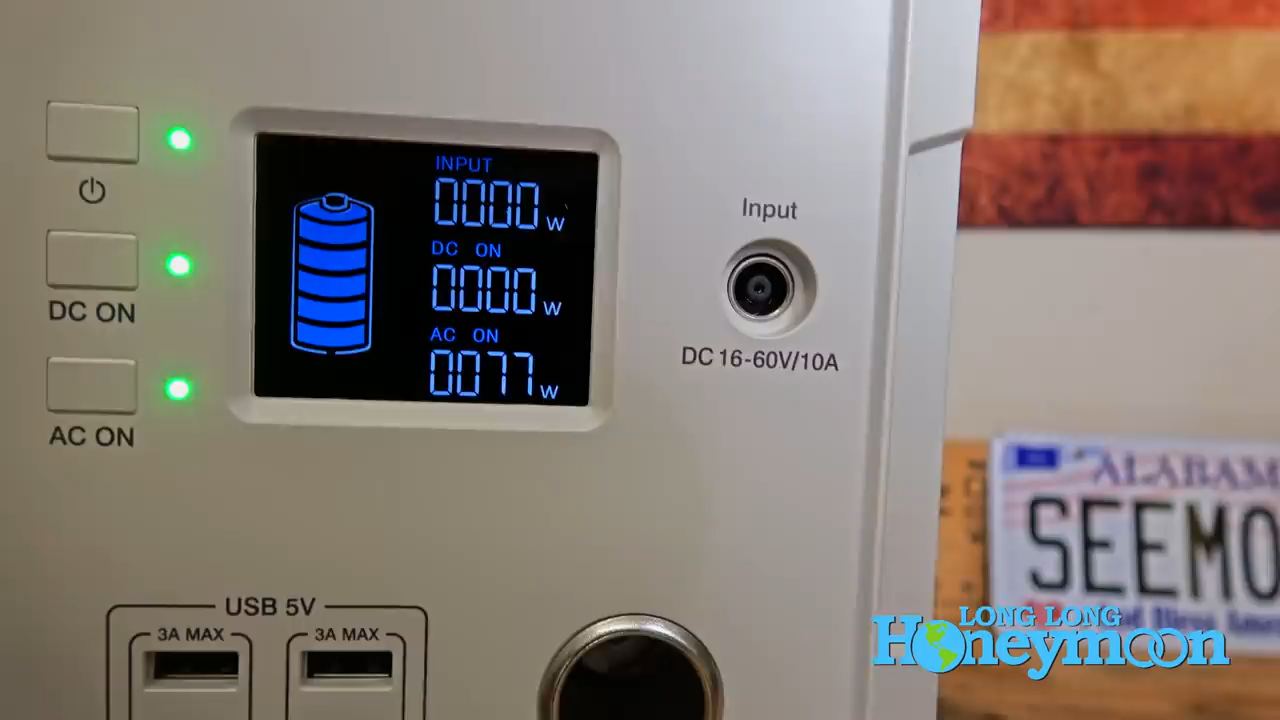 INPUT
0000 W
DC ON
0000 W
AC ON
0077 W
DC ON
AC ON
Input
DC 16-60V/10A
USB 5V
3A MAX
3A MAX
ALABAM
SEEMO
LONG LONG
Honeymoon